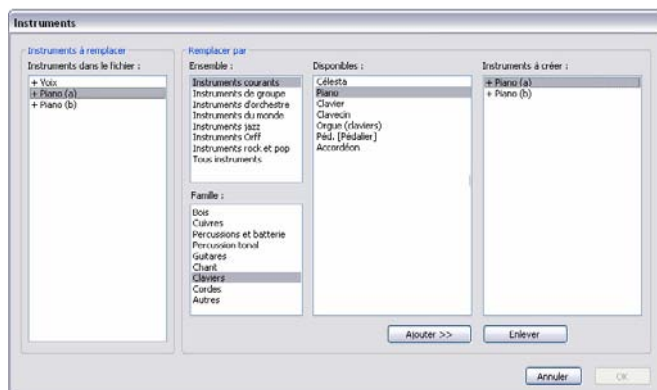 Instruments
Instruments à remplacer
Instruments dans le fichier :
+ Voix
+ Piano (a)
+ Piano (b)
Remplacer par
Ensemble :
Instruments courants
Instruments de groupe
Instruments d'orchestre
Instruments du monde
Instruments jazz
Instruments Orff
Instruments rock et pop
Tous instruments
Famille :
Bois
Cuivres
Percussions et batterie
Percussion tonal
Guitares
Chant
Claviers
Cordes
Autres
Disponibles :
Célesta
Piano
Clavier
Clavecin
Orgue (claviers)
Péd. [Pédalier]
Accordéon
Ajouter >>
Instruments à créer :
+ Piano (a)
+ Piano (b)
Enlever
Annuler
OK